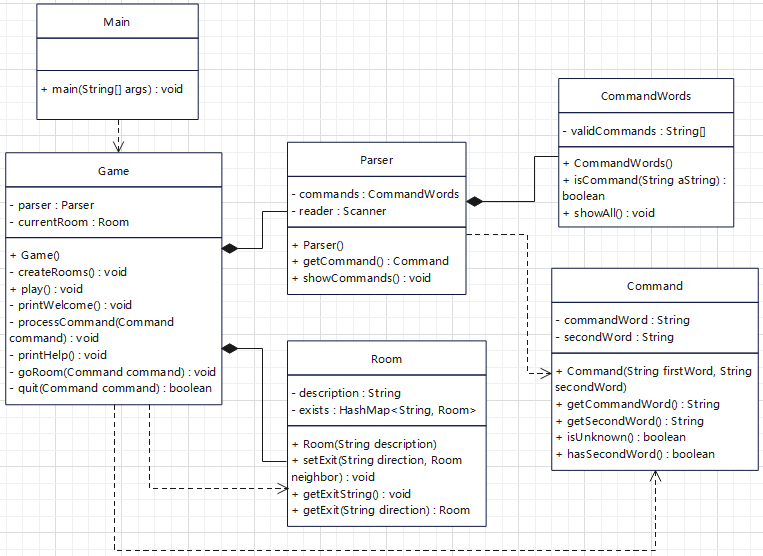 Main
+ main(String[] args) : void
Game
- parser : Parser
- currentRoom : Room
+ Game()
- createRooms() : void
+ play() : void
- printWelcome() : void
- processCommand(Command
command) : void
- printHelp() : void
- goRoom(Command command) : void
- quit(Command command) : boolean
Parser
- commands : CommandWords
- reader : Scanner
+ Parser()
+ getCommand() : Command
+ showCommands() : void
Room
- description : String
- exists : HashMap<String, Room>
+ Room(String description)
+ setExit(String direction, Room
neighbor) : void
+ getExitString() : void
+ getExit(String direction) : Room
CommandWords
- validCommands : String[]
+ CommandWords()
+ isCommand(String aString) :
boolean
+ showAll() : void
Command
- commandWord : String
- secondWord : String
+ Command(String firstWord, String
secondWord)
+ getCommandWord() : String
+ getSecondWord() : String
+ isUnknown() : boolean
+ hasSecondWord() : boolean